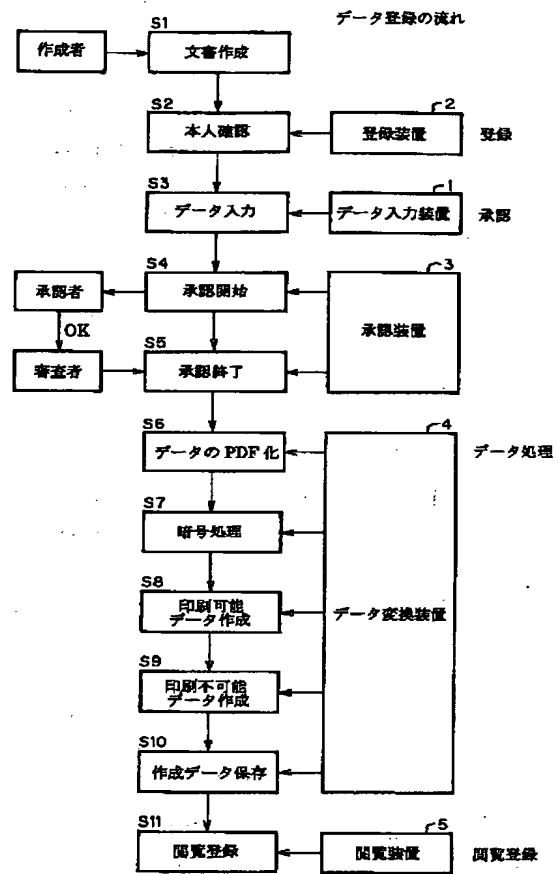 データ登録の流れ
S1
作成者
文書作成
S2
2
本人確認
登録装置
登録
S3
1
データ入力
データ入力装置
承認
S4
3
承認者
承認開始
承認装置
OK
S5
審査者
承認終了
S6
4
データの PDF 化
データ処理
S7
暗号処理
S8
印刷可能
データ作成
データ変換装置
S9
印刷不可能
データ作成
S10
作成データ保存
S11
5
閲覧登録
閲覧装置
閲覧登録